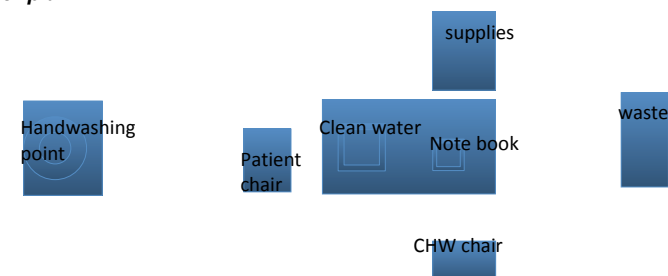 supplies
Handwashing
point
Patient
chair
Clean water
Note book
waste
CHW chair